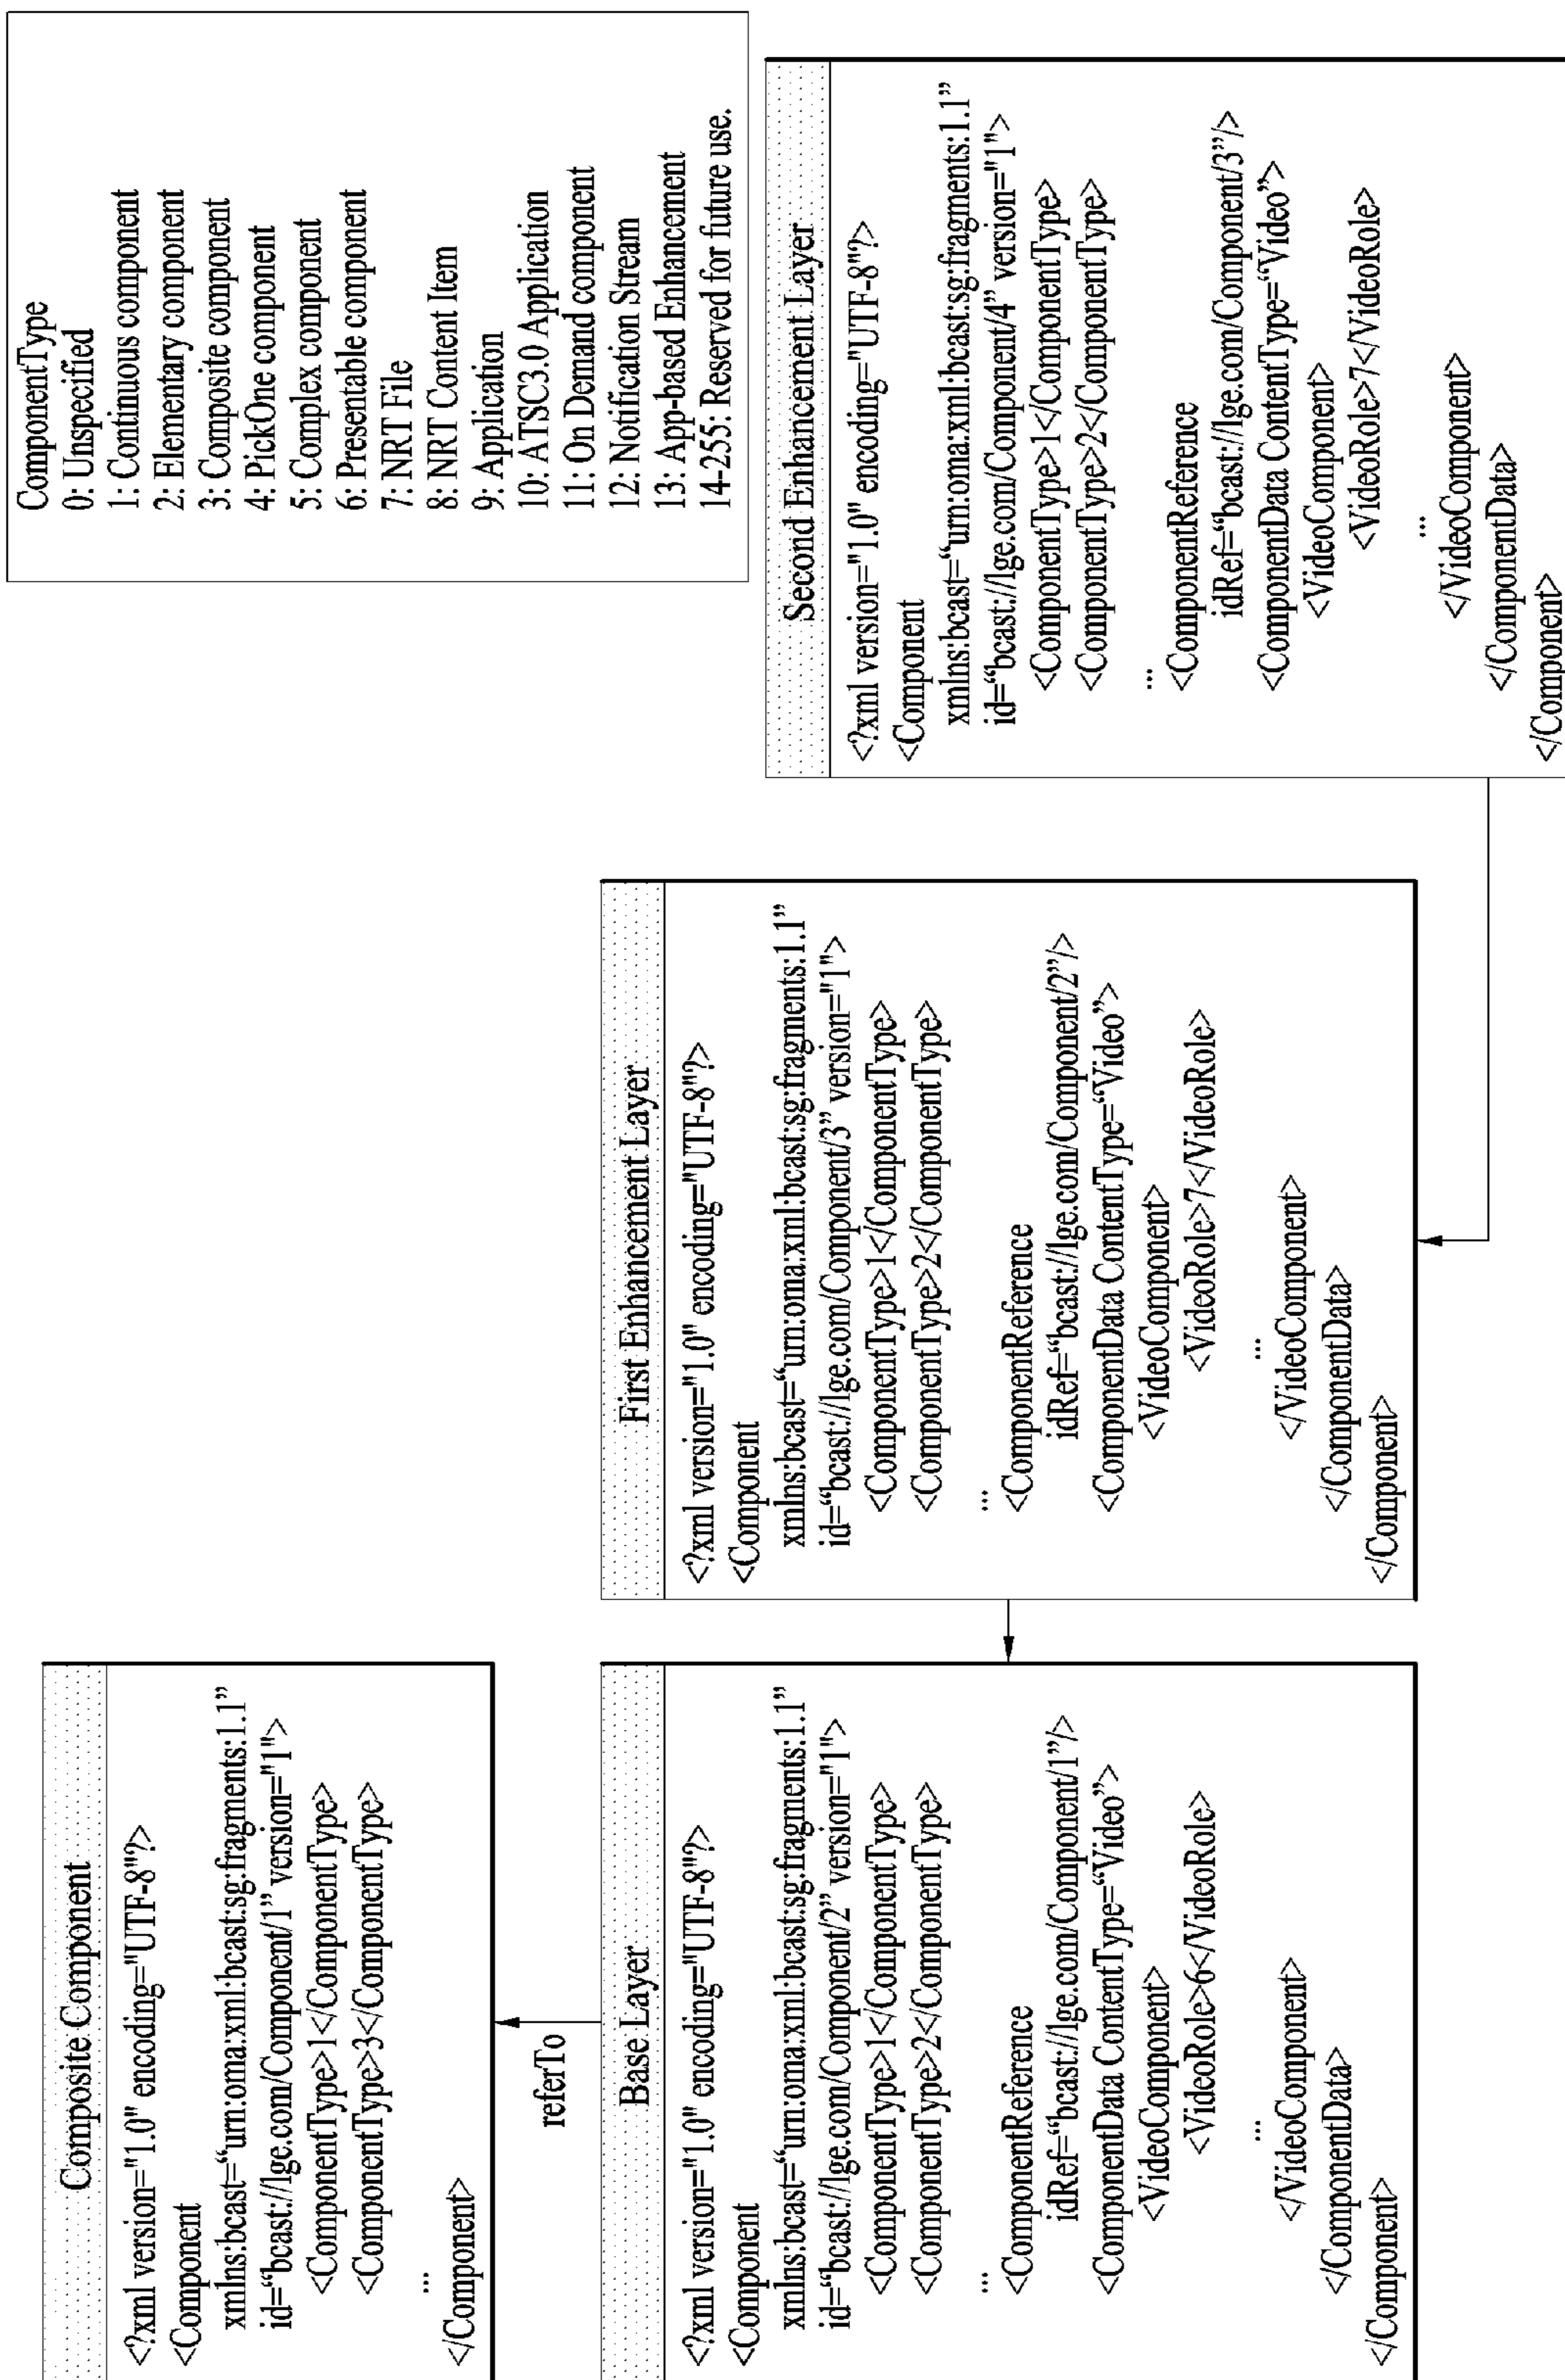 Composite Component
<?xml version="1.0" encoding="UTF-8"?>
<Component
xmlns:bcast=“urn:oma:xml:bcast:sg:fragments:1.1”
id=“bcast://lge.com/Component/1” version="1">
<ComponentType>1</ComponentType>
<ComponentType>3</ComponentType>
...
</Component>
ComponentType
0: Unspecified
1: Continuous component
2: Elementary component
3: Composite component
4: PickOne component
5: Complex component
6: Presentable component
7: NRT File
8: NRT Content Item
9: Application
10: ATSC3.0 Application
11: On Demand component
12: Notification Stream
13: App-based Enhancement
14-255: Reserved for future use.
referTo
Base Layer
<?xml version="1.0" encoding="UTF-8"?>
<Component
xmlns:bcast=“urn:oma:xml:bcast:sg:fragments:1.1”
id=“bcast://lge.com/Component/2” version="1">
<ComponentType>1</ComponentType>
<ComponentType>2</ComponentType>
...
<ComponentReference
idRef=“bcast://lge.com/Component/1”/>
<ComponentData ContentType=“Video”>
<VideoComponent>
<VideoRole>6</VideoRole>
...
</VideoComponent>
</ComponentData>
</Component>
First Enhancement Layer
<?xml version="1.0" encoding="UTF-8"?>
<Component
xmlns:bcast=“urn:oma:xml:bcast:sg:fragments:1.1”
id=“bcast://lge.com/Component/3” version="1">
<ComponentType>1</ComponentType>
<ComponentType>2</ComponentType>
...
<ComponentReference
idRef=“bcast://lge.com/Component/2”/>
<ComponentData ContentType=“Video”>
<VideoComponent>
<VideoRole>7</VideoRole>
...
</VideoComponent>
</ComponentData>
</Component>
Second Enhancement Layer
<?xml version="1.0" encoding="UTF-8"?>
<Component
xmlns:bcast=“urn:oma:xml:bcast:sg:fragments:1.1”
id=“bcast://lge.com/Component/4” version="1">
<ComponentType>1</ComponentType>
<ComponentType>2</ComponentType>
...
<ComponentReference
idRef=“bcast://lge.com/Component/3”/>
<ComponentData ContentType=“Video”>
<VideoComponent>
<VideoRole>7</VideoRole>
...
</VideoComponent>
</ComponentData>
</Component>